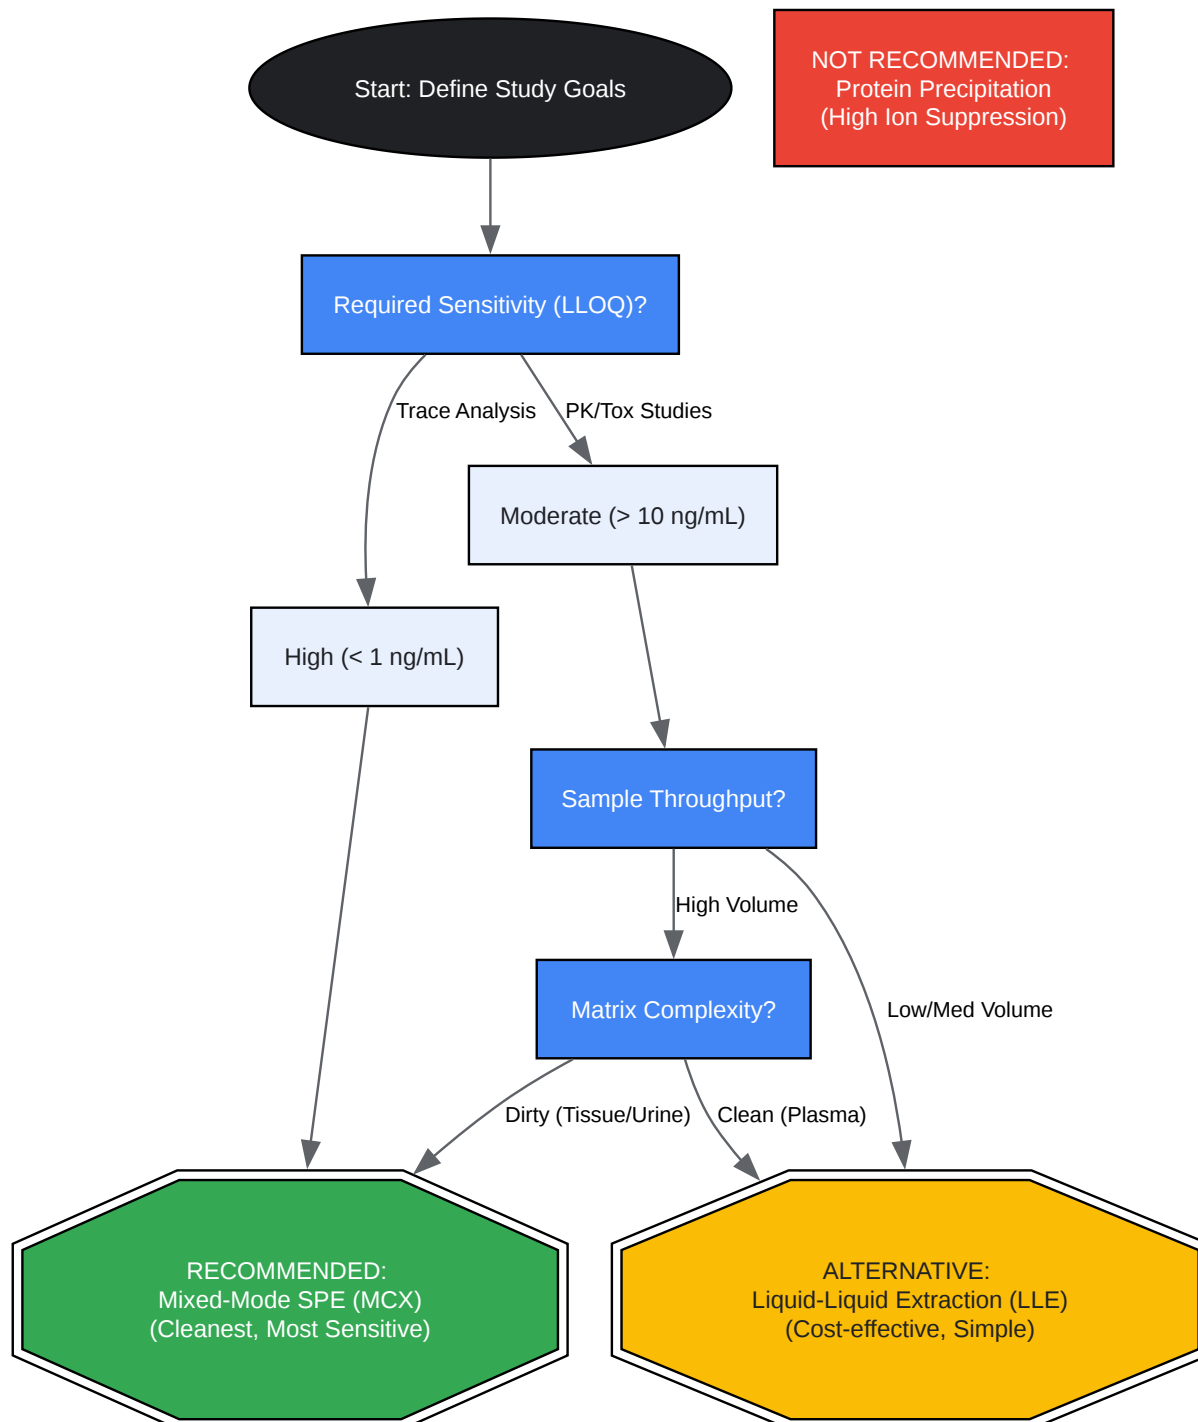 Start: Define Study Goals
NOT RECOMMENDED:
Protein Precipitation
(High Ion Suppression)
Required Sensitivity (LLOQ)?
Trace Analysis
PK/Tox Studies
Moderate (> 10 ng/mL)
High (< 1 ng/mL)
Sample Throughput?
High Volume
Matrix Complexity?
Low/Med Volume
Dirty (Tissue/Urine)
Clean (Plasma)
RECOMMENDED:
Mixed-Mode SPE (MCX)
(Cleanest, Most Sensitive)
ALTERNATIVE:
Liquid-Liquid Extraction (LLE)
(Cost-effective, Simple)